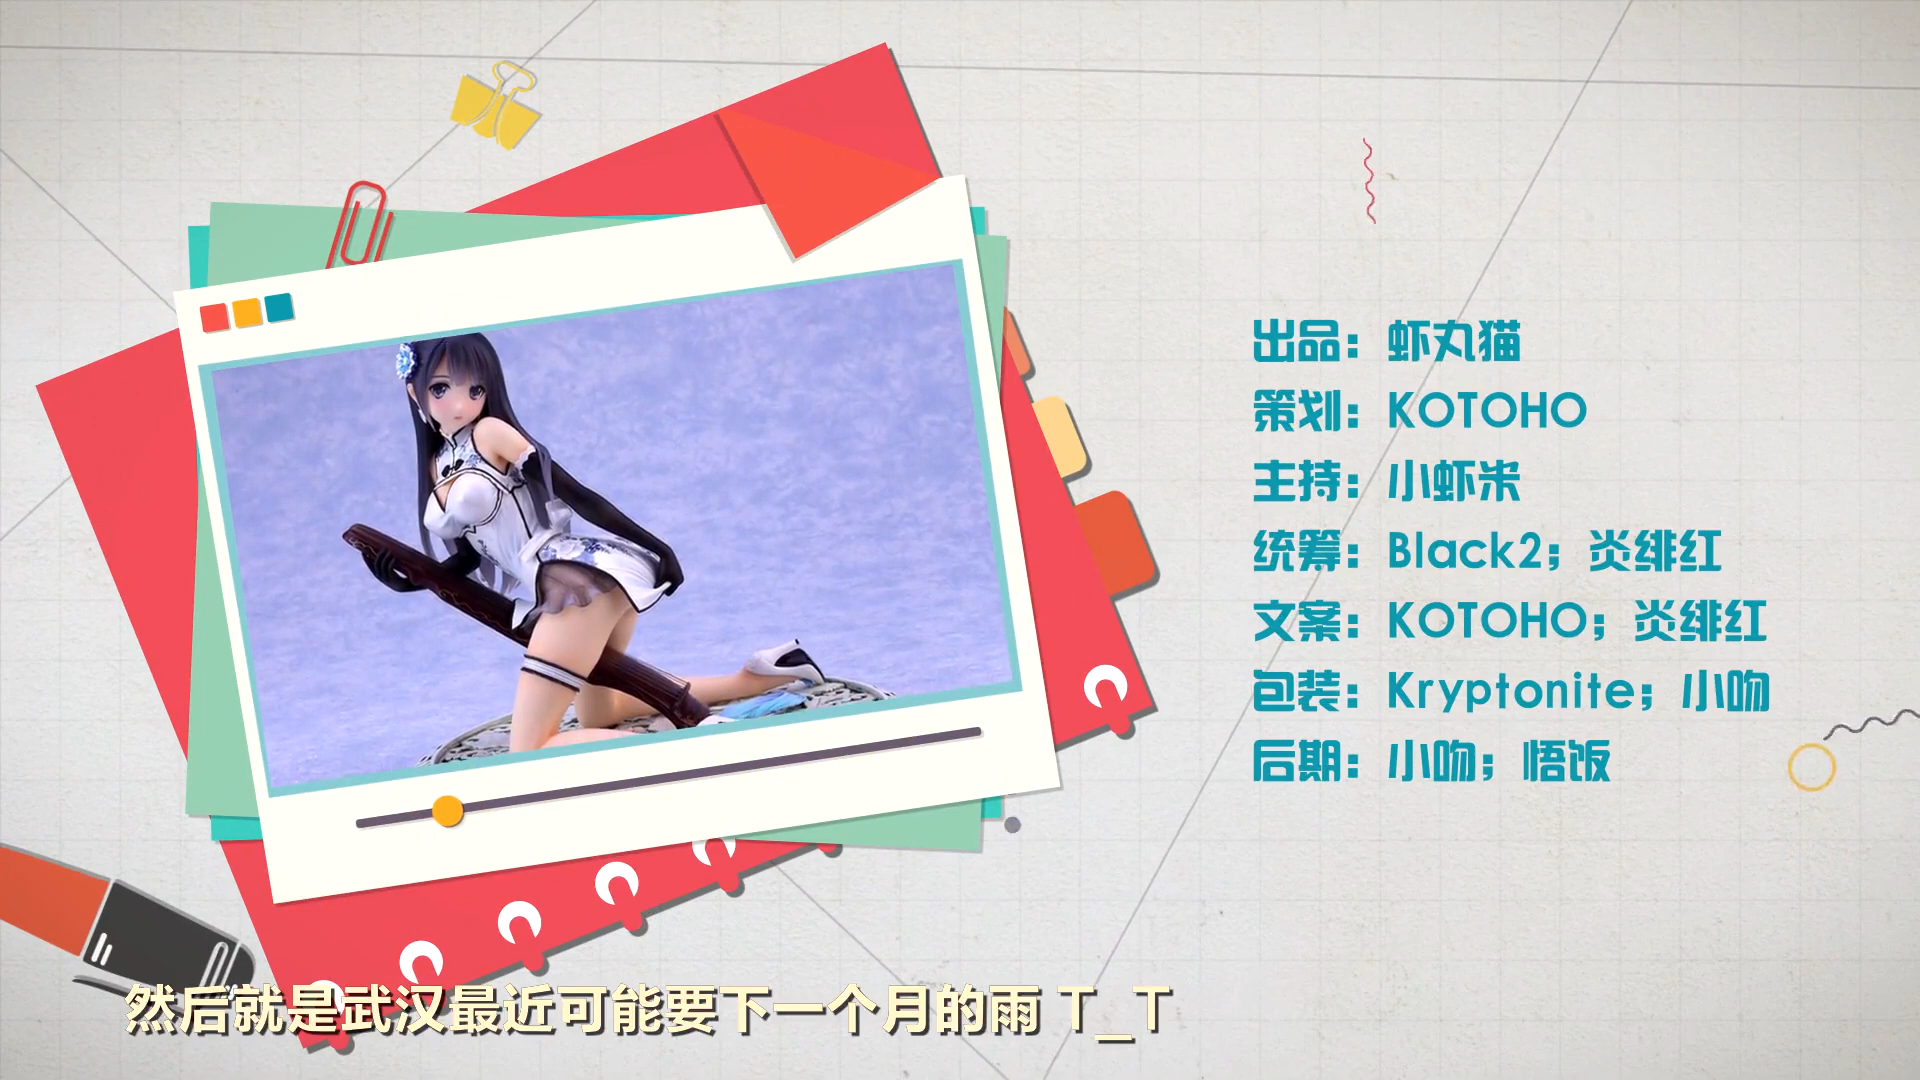 出品：虾丸猫
策划：KOTOHO
主持：小虾米
统筹：Black2；炎绯红
文案：KOTOHO；炎绯红
包装：Kryptonite；小吻
后期：小吻；悟饭
然后就是武汉最近可能要下一个月的雨 T_T